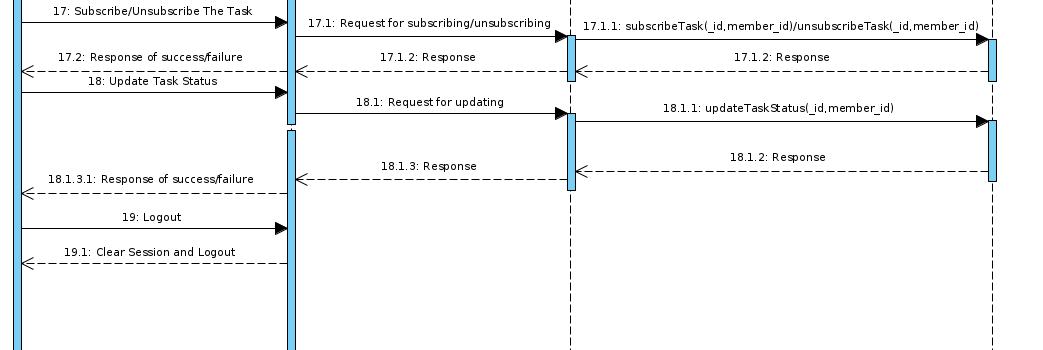 17: Subscribe/Unsubscribe The Task
17.1: Request for subscribing/unsubscribing
17.1.1: subscribeTask(_id,member_id)/unsubscribeTask(_id,member_id)
17.2: Response of success/failure
17.1.2: Response
17.1.2: Response
18: Update Task Status
18.1: Request for updating
18.1.1: updateTaskStatus(_id,member_id)
18.1.2: Response
18.1.3: Response
18.1.3.1: Response of success/failure
19: Logout
19.1: Clear Session and Logout